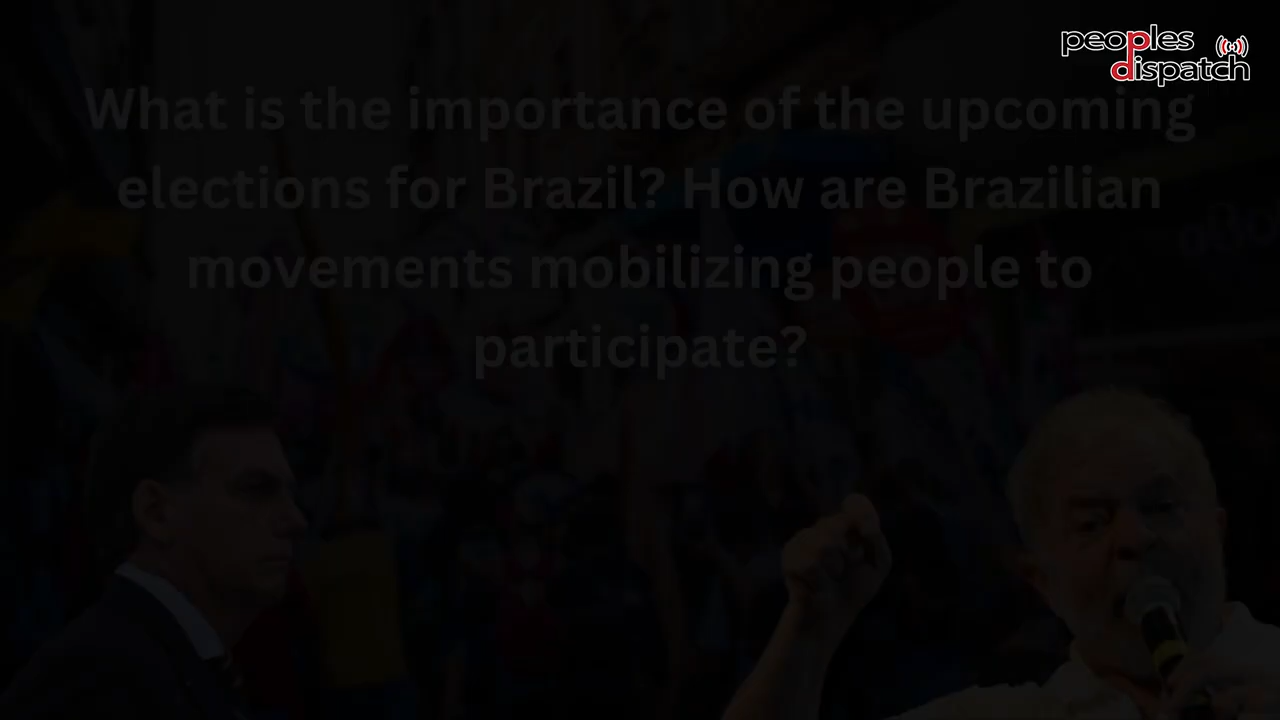 peoples
dispatch
What is the importance of the upcoming
elections for Brazil? How are Brazilian
movements mobilizing people to
participate?